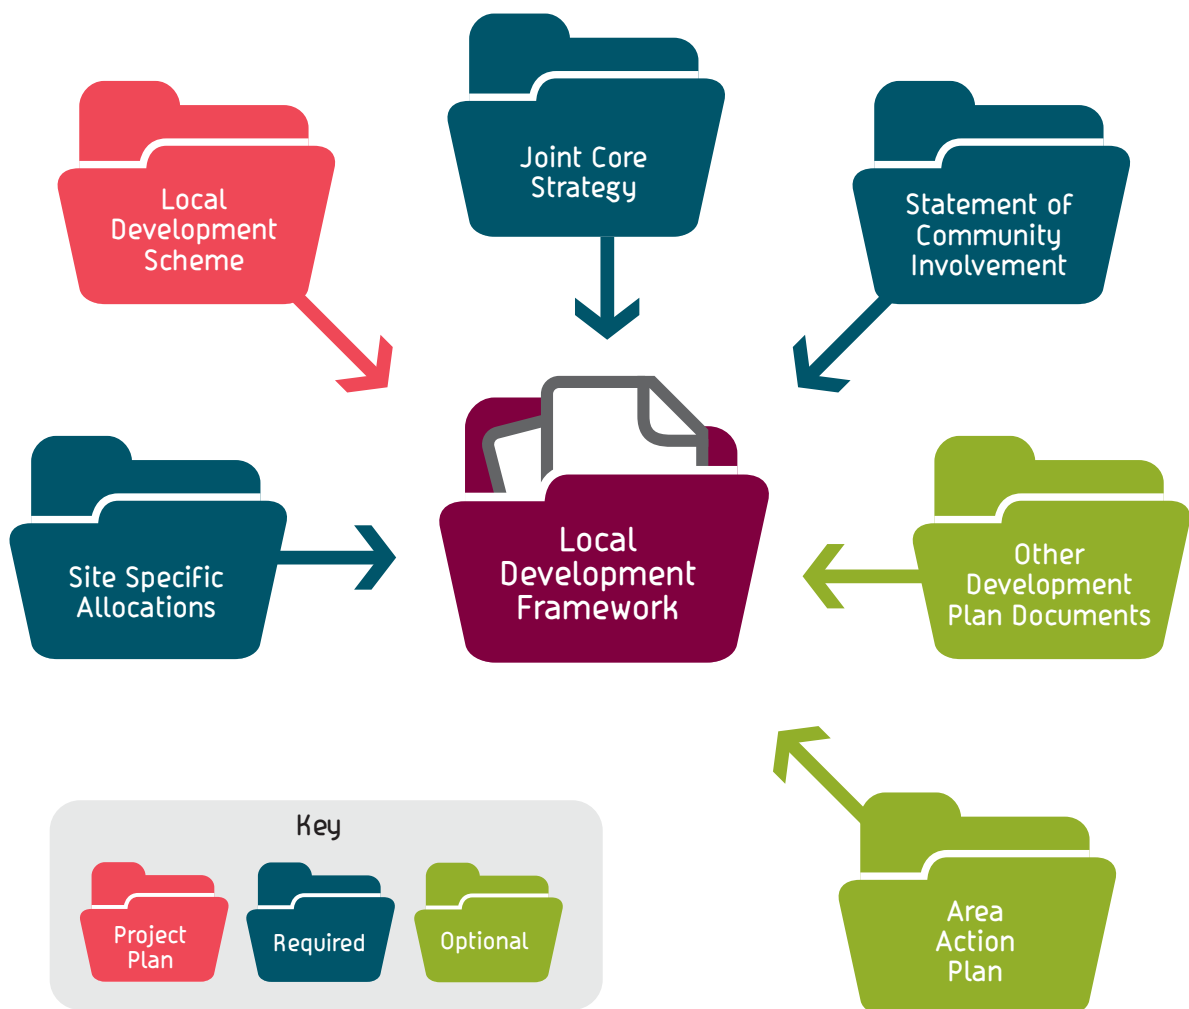 Joint Core
Strategy
Local
Development
Scheme
Statement of
Community
Involvement
Site Specific
Allocations
Local
Development
Framework
Other
Development
Plan Documents
Area
Action
Plan
Key
Project
Plan
Required
Optional